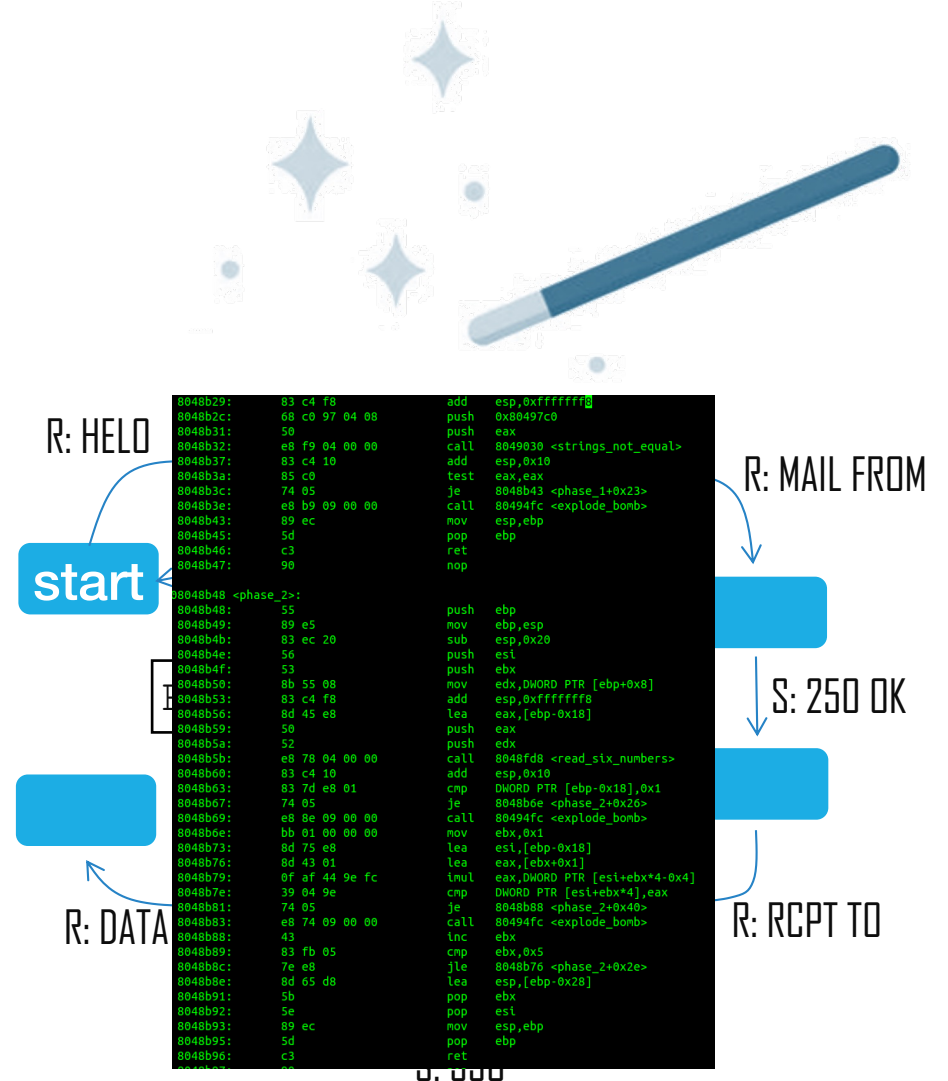 8048b29: 83 c4 f8 add esp,0xfffffff8
8048b2c: 68 c0 97 04 08 push 0x80497c0
R: HELO
8048b31: 50 push eax
8048b32: e8 f9 04 00 00 call 8049030 <strings_not_equal>
8048b37: 83 c4 10 add esp,0x10
8048b3a: 85 c0 test eax,eax
R: MAIL FROM
8048b3c: 74 05 je 8048b43 <phase_1+0x23>
8048b3e: e8 b9 09 00 00 call 80494fc <explode_bomb>
8048b43: 89 ec mov esp,ebp
8048b45: 5d pop ebp
8048b46: c3 ret
8048b47: 90 nop
start
08048b48 <phase_2>:
8048b48: 55 push ebp
8048b49: 89 e5 mov ebp,esp
8048b4b: 83 ec 20 sub esp,0x20
8048b4e: 56 push esi
8048b4f: 53 push ebx
8048b50: 8b 55 08 mov edx,DWORD PTR [ebp+0x8]
8048b53: 83 c4 f8 add esp,0xfffffff8
S: 250 OK
8048b56: 8d 45 e8 lea eax,[ebp-0x18]
8048b59: 50 push eax
8048b5a: 52 push edx
8048b5b: e8 78 04 00 00 call 8048fd8 <read_six_numbers>
8048b60: 83 c4 10 add esp,0x10
8048b63: 83 7d e8 01 cmp DWORD PTR [ebp-0x18],0x1
8048b67: 74 05 je 8048b6e <phase_2+0x26>
8048b69: e8 8e 09 00 00 call 80494fc <explode_bomb>
8048b6e: bb 01 00 00 00 mov ebx,0x1
8048b73: 8d 75 e8 lea esi,[ebp-0x18]
8048b76: 8d 43 01 lea eax,[ebx+0x1]
8048b79: 0f af 44 9e fc imul eax,DWORD PTR [esi+ebx*4-0x4]
8048b7e: 39 04 9e cmp DWORD PTR [esi+ebx*4],eax
8048b81: 74 05 je 8048b88 <phase_2+0x40>
8048b83: e8 74 09 00 00 call 80494fc <explode_bomb>
R: DATA
R: RCPT TO
8048b88: 43 inc ebx
8048b89: 83 fb 05 cmp ebx,0x5
8048b8c: 7e e8 jle 8048b76 <phase_2+0x2e>
8048b8e: 8d 65 d8 lea esp,[ebp-0x28]
8048b91: 5b pop ebx
8048b92: 5e pop esi
8048b93: 89 ec mov esp,ebp
8048b95: 5d pop ebp
8048b96: c3 ret